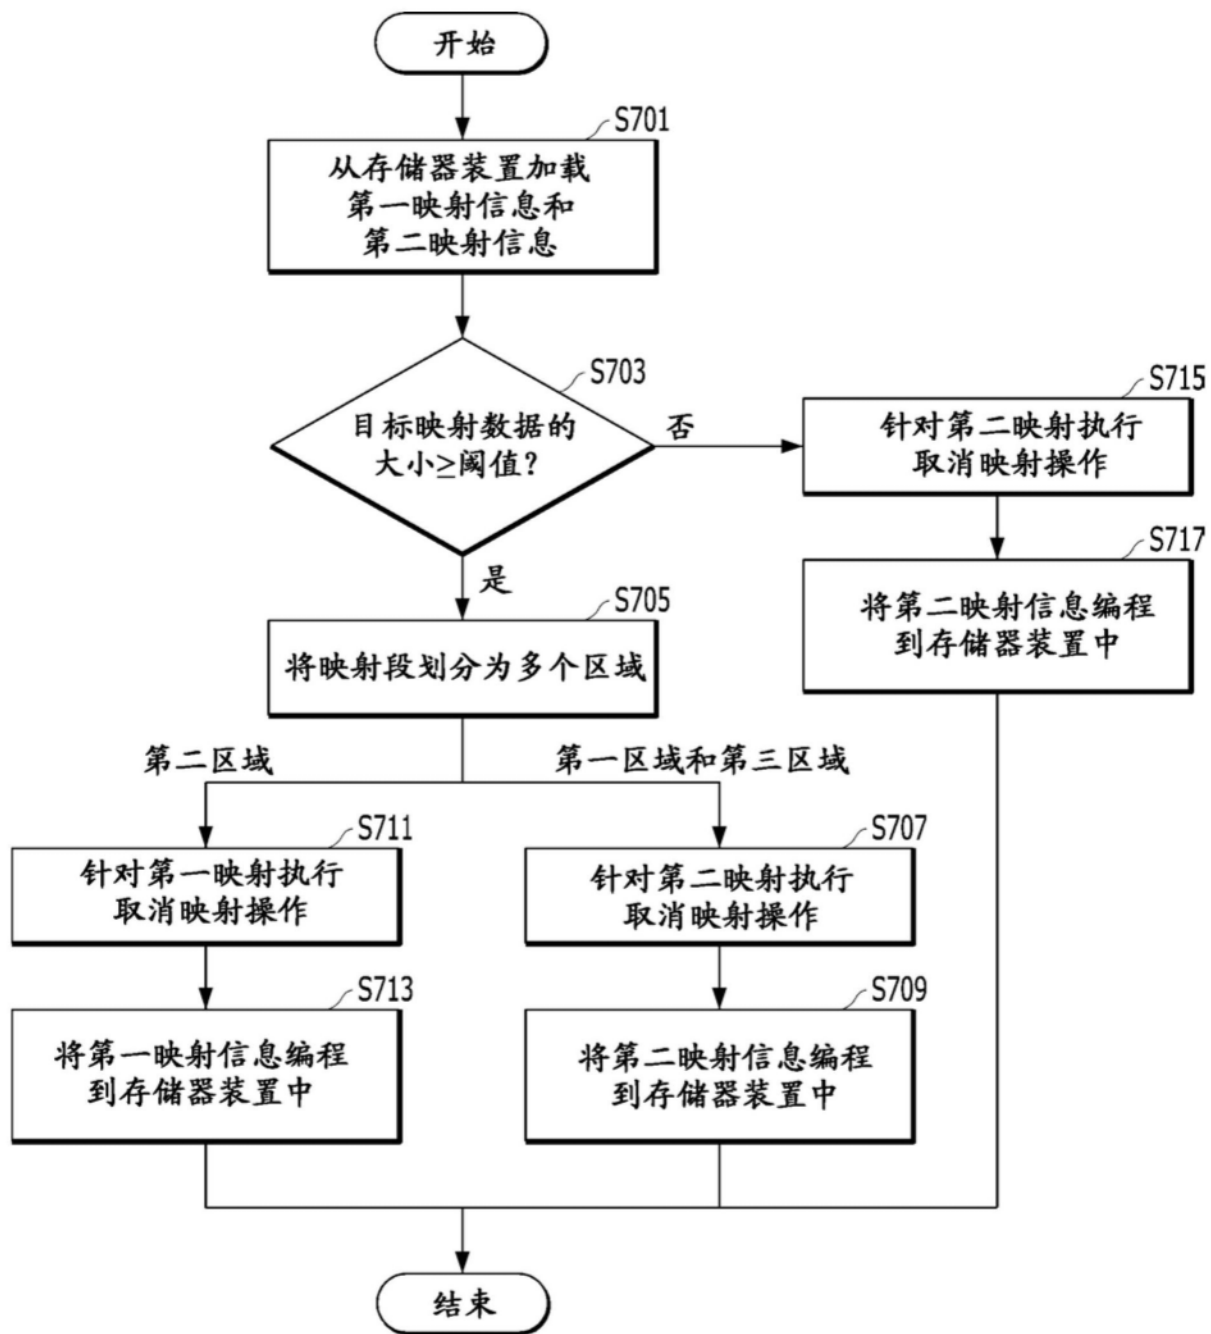 开始
S701
从存储器装置加载
第一映射信息和
第二映射信息
S703
目标映射数据的
大小≥阈值？
否
S715
针对第二映射执行
取消映射操作
S717
将第二映射信息编程
到存储器装置中
是
S705
将映射段划分为多个区域
第二区域
第一区域和第三区域
S711
针对第一映射执行
取消映射操作
S707
针对第二映射执行
取消映射操作
S713
将第一映射信息编程
到存储器装置中
S709
将第二映射信息编程
到存储器装置中
结束